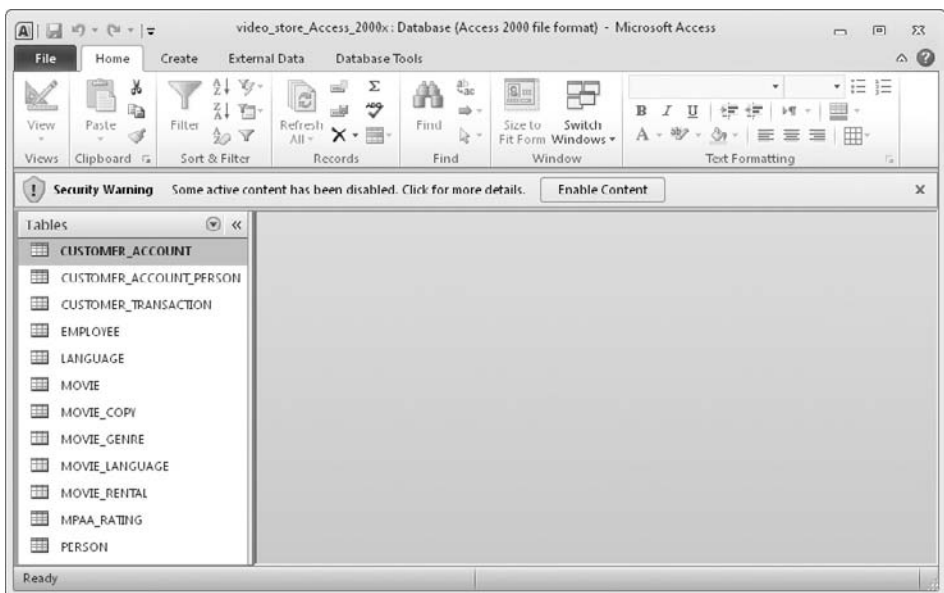 video_store_Access_2000x : Database (Access 2000 file format) - Microsoft Access
File Home Create External Data Database Tools
View
Paste
Filter
Refresh All
Find
Size to Fit Form
Switch Windows
B I U
A
Views Clipboard Sort & Filter Records Find Window Text Formatting
Security Warning Some active content has been disabled. Click for more details. Enable Content
Tables
CUSTOMER_ACCOUNT
CUSTOMER_ACCOUNT_PERSON
CUSTOMER_TRANSACTION
EMPLOYEE
LANGUAGE
MOVIE
MOVIE_COPY
MOVIE_GENRE
MOVIE_LANGUAGE
MOVIE_RENTAL
MPAA_RATING
PERSON
Ready